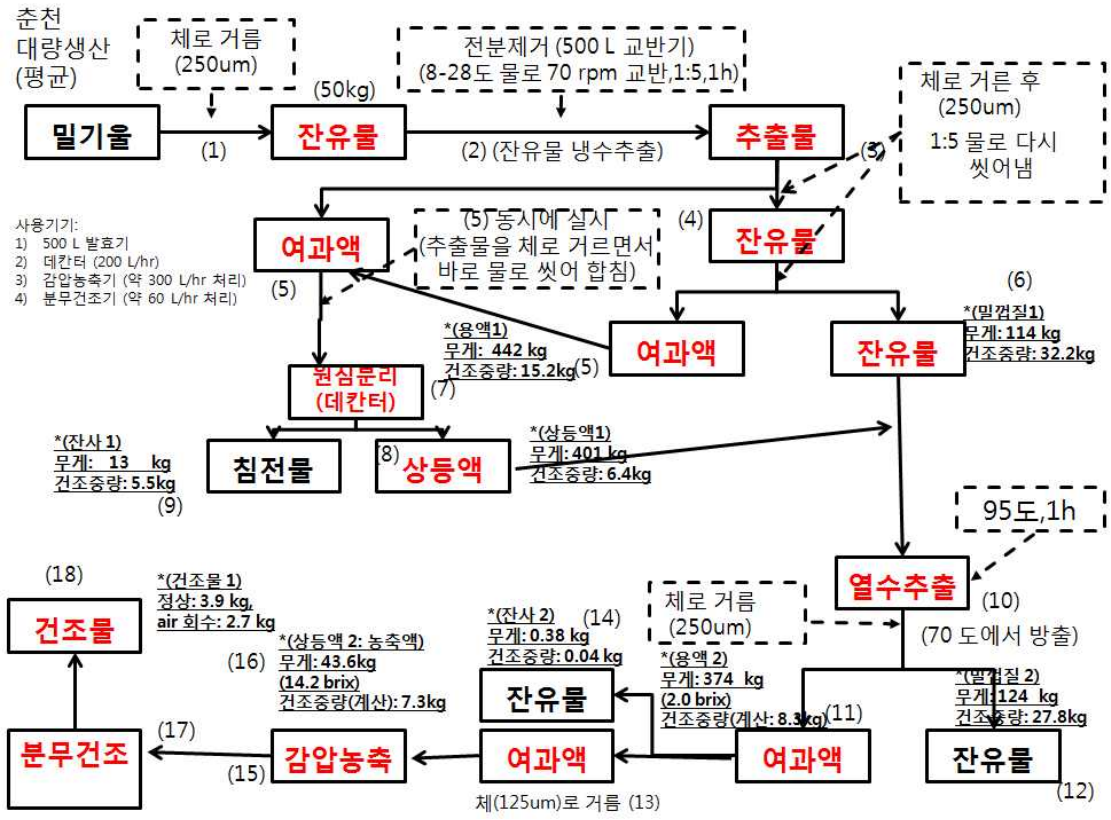 춘천
대량생산
(평균)
체로 거름
(250um)
전분제거 (500 L 교반기)
(8-28도 물로 70 rpm 교반,1:5,1h)
체로 거른 후
(250um)
1:5 물로 다시
씻어냄
(50kg)
밀기울
(1)
잔유물
(2) (잔유물 냉수추출)
추출물
(3)
사용기기:
1) 500 L 발효기
2) 데칸터 (200 L/hr)
3) 감압농축기 (약 300 L/hr 처리)
4) 분무건조기 (약 60 L/hr 처리)
여과액
(5)
(5) 동시에 실시
(추출물을 체로 거르면서
바로 물로 씻어 합침)
(4)
잔유물
(6)
*(용액1)
무게: 442 kg
건조중량: 15.2kg
(5)
여과액
잔유물
*(밀껍질1)
무게: 114 kg
건조중량: 32.2kg
원심분리
(데칸터)
(7)
*(잔사 1)
무게: 13 kg
건조중량: 5.5kg
(9)
침전물
(8)
상등액
*(상등액1)
무게: 401 kg
건조중량: 6.4kg
95도,1h
(18)
건조물
*(건조물 1)
정상: 3.9 kg,
air 회수: 2.7 kg
열수추출
(10)
(70 도에서 방출)
체로 거름
(250um)
(16)
*(상등액 2: 농축액)
무게: 43.6kg
(14.2 brix)
건조중량(계산): 7.3kg
*(잔사 2)
무게: 0.38 kg
건조중량: 0.04 kg
(14)
잔유물
*(용액 2)
무게: 374 kg
(2.0 brix)
건조중량(계산: 8.3kg)
(11)
*(밀껍질 2)
무게: 124 kg
건조중량: 27.8kg
분무건조
(17)
(15)
감압농축
여과액
여과액
잔유물
(12)
체(125um)로 거름 (13)